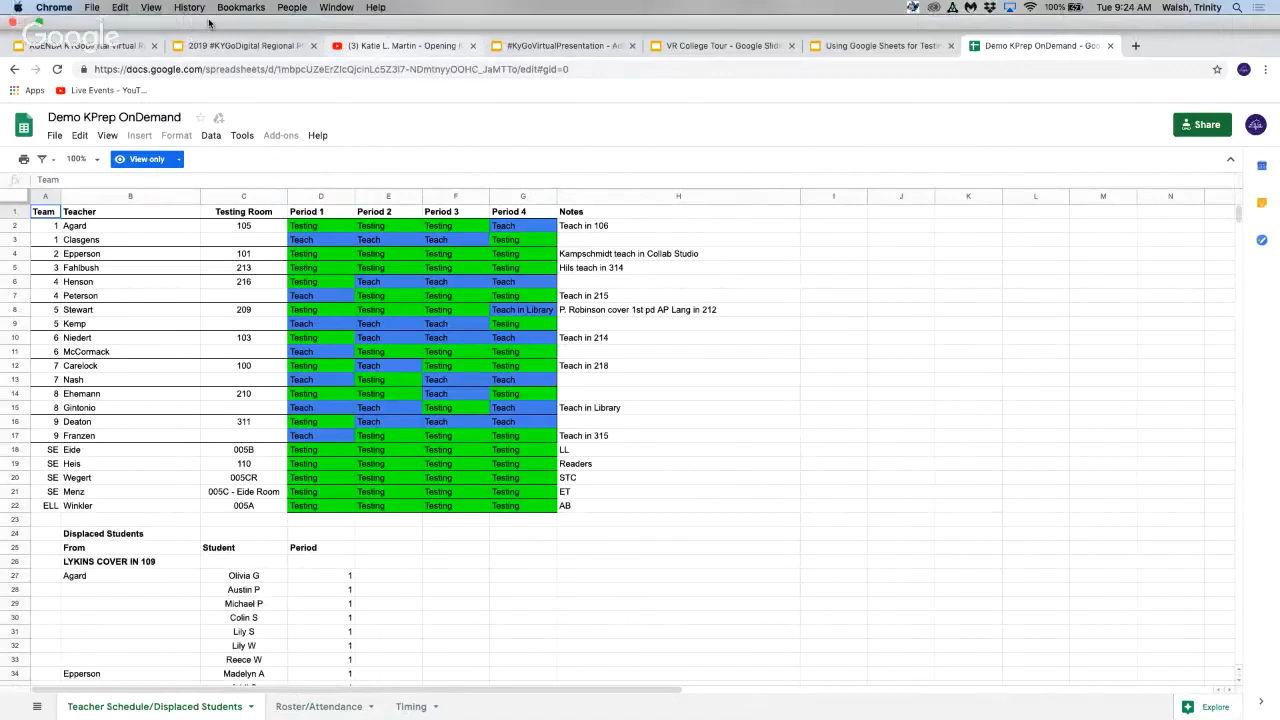 Chrome File Edit View History Bookmarks People Window Help 100% Tue 9:24 AM Walsh, Trinity
Google
AGENDA KYGoDigital Virtual R × 2019 #KYGoDigital Regional P × (3) Katie L. Martin - Opening × #KyGoVirtualPresentation - Ad × VR College Tour - Google Slide × Using Google Sheets for Testin × Demo KPrep OnDemand - Goo × +
Apps Live Events - YouT...
Demo KPrep OnDemand
Share
File Edit View Insert Format Data Tools Add-ons Help
100% View only
fx Team
A B C D E F G H I J K L M N
1 Team Teacher Testing Room Period 1 Period 2 Period 3 Period 4 Notes
2 1 Agard 105 Testing Testing Testing Teach Teach in 106
3 1 Clasgens Teach Teach Teach Testing
4 2 Epperson 101 Testing Testing Testing Testing Kampschmidt teach in Collab Studio
5 3 Fahlbush 213 Testing Testing Testing Testing Hils teach in 314
6 4 Henson 216 Testing Teach Teach Teach
7 4 Peterson Teach Testing Testing Testing Teach in 215
8 5 Stewart 209 Testing Testing Testing Teach in Library P. Robinson cover 1st pd AP Lang in 212
9 5 Kemp Teach Teach Teach Testing
10 6 Niedert 103 Testing Teach Teach Teach Teach in 214
11 6 McCormack Teach Testing Testing Testing
12 7 Carelock 100 Testing Teach Testing Testing Teach in 218
13 7 Nash Teach Testing Teach Teach
14 8 Ehemann 210 Testing Testing Teach Testing
15 8 Gintonio Teach Teach Testing Teach Teach in Library
16 9 Deaton 311 Testing Teach Teach Teach
17 9 Franzen Teach Testing Testing Testing Teach in 315
18 SE Eide 005B Testing Testing Testing Testing LL
19 SE Heis 110 Testing Testing Testing Testing Readers
20 SE Wegert 005CR Testing Testing Testing Testing STC
21 SE Menz 005C - Eide Room Testing Testing Testing Testing ET
22 ELL Winkler 005A Testing Testing Testing Testing AB
23
24 Displaced Students
25 From Student Period
26 LYKINS COVER IN 109
27 Agard Olivia G 1
28 Austin P 1
29 Michael P 1
30 Colin S 1
31 Lily S 1
32 Lily W 1
33 Reece W 1
34 Epperson Madelyn A 1
Teacher Schedule/Displaced Students Roster/Attendance Timing Explore